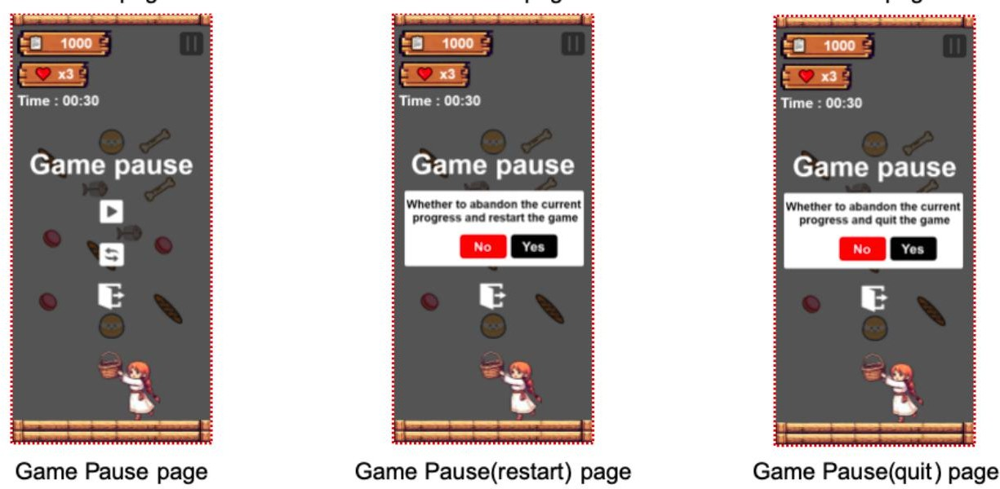 1000
x3
Time : 00:30
Game pause
Game Pause page
1000
x3
Time : 00:30
Game pause
Whether to abandon the current
progress and restart the game
No Yes
Game Pause(restart) page
1000
x3
Time : 00:30
Game pause
Whether to abandon the current
progress and quit the game
No Yes
Game Pause(quit) page